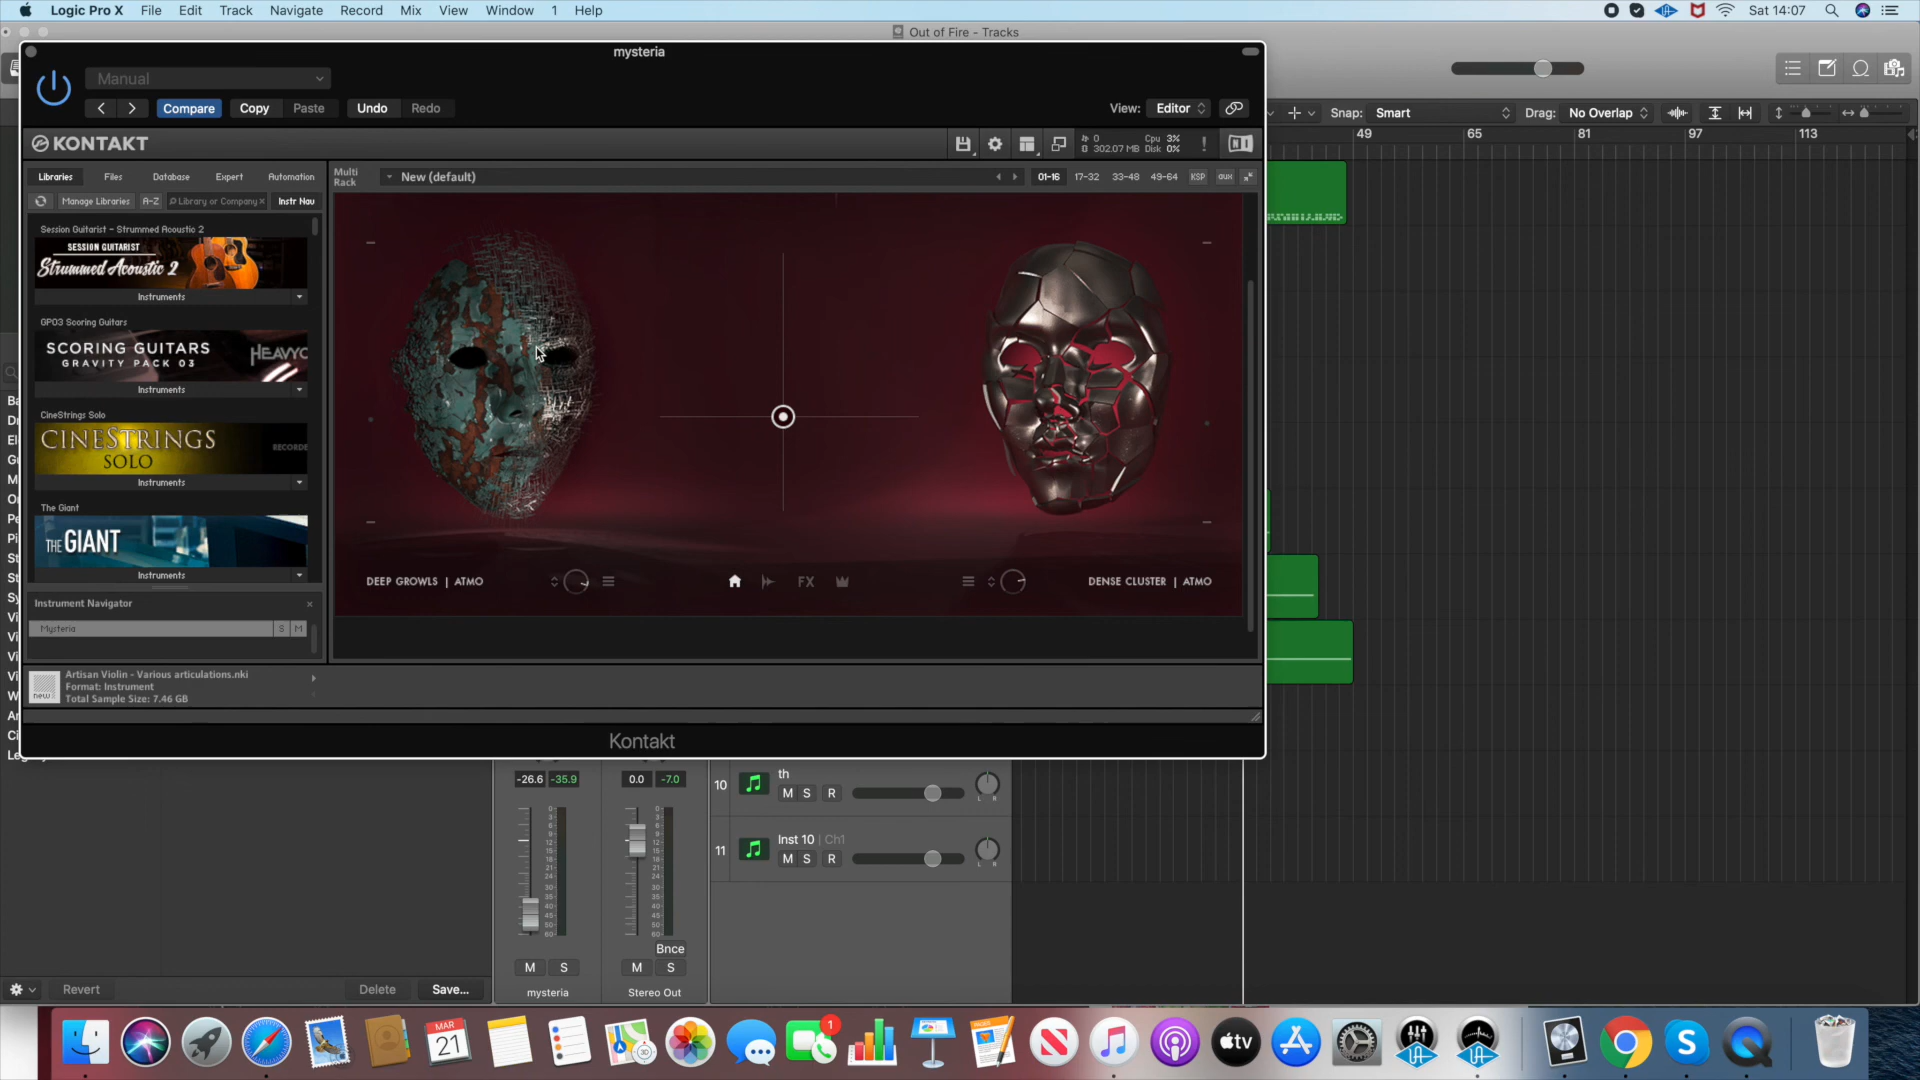 Logic Pro X File Edit Track Navigate Record Mix View Window 1 Help Sat 14:07
Out of Fire - Tracks
mysteria
Manual
Compare Copy Paste Undo Redo View: Editor
Snap: Smart Drag: No Overlap
49 65 81 97 113
KONTAKT
0 Cpu 3%
302.07 MB Disk 0%
Libraries Files Database Expert Automation
Multi Rack New (default) 01-16 17-32 33-48 49-64 KSP AUX
Manage Libraries A-Z Library or Company Instr Nav
Session Guitarist - Strummed Acoustic 2
SESSION GUITARIST
Strummed Acoustic 2
Instruments
GP03 Scoring Guitars
SCORING GUITARS HEAVYO
GRAVITY PACK 03
Instruments
CineStrings Solo
CINESTRINGS RECORDE
SOLO
Instruments
The Giant
THE GIANT
Instruments
DEEP GROWLS | ATMO FX DENSE CLUSTER | ATMO
Instrument Navigator
Mysteria S M
new
Artisan Violin - Various articulations.nki
Format: Instrument
Total Sample Size: 7.46 GB
Kontakt
-26.6 -35.9 0.0 -7.0
10 th
M S R
L R
11 Inst 10 | Ch1
M S R
L R
Bnce
M S M S
mysteria Stereo Out
Revert Delete Save...
MAR
21
1
tv